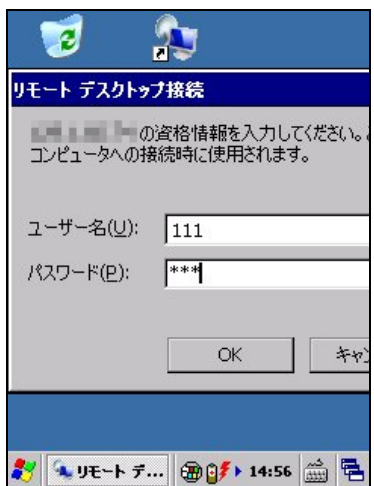 リモート デスクトップ接続
の資格情報を入力してください。
コンピュータへの接続時に使用されます。
ユーザー名(U):
111
パスワード(P):
***
OK
キャン
リモート デ...
14:56